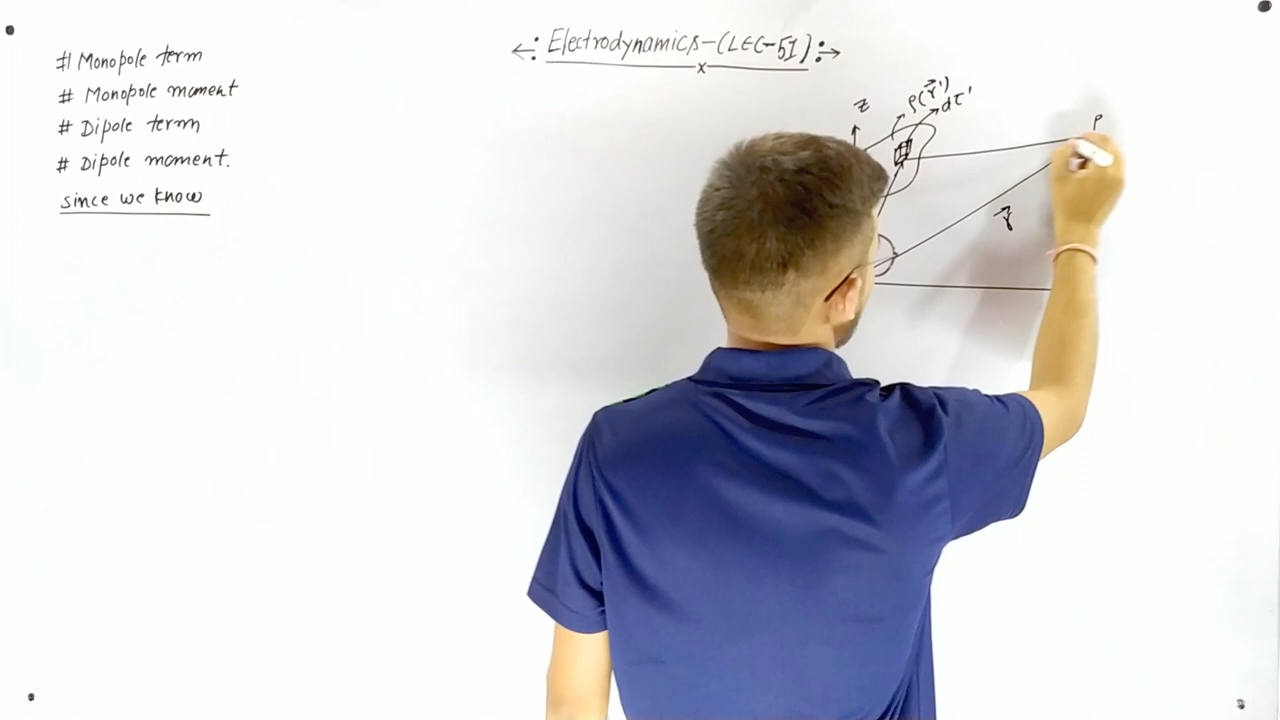 ÷ Electrodynamics-(LEC-51) ÷
x
# Monopole term
# Monopole moment
# Dipole term
# Dipole moment.
since we know
z
ρ(r⃗')
dτ'
P
r⃗